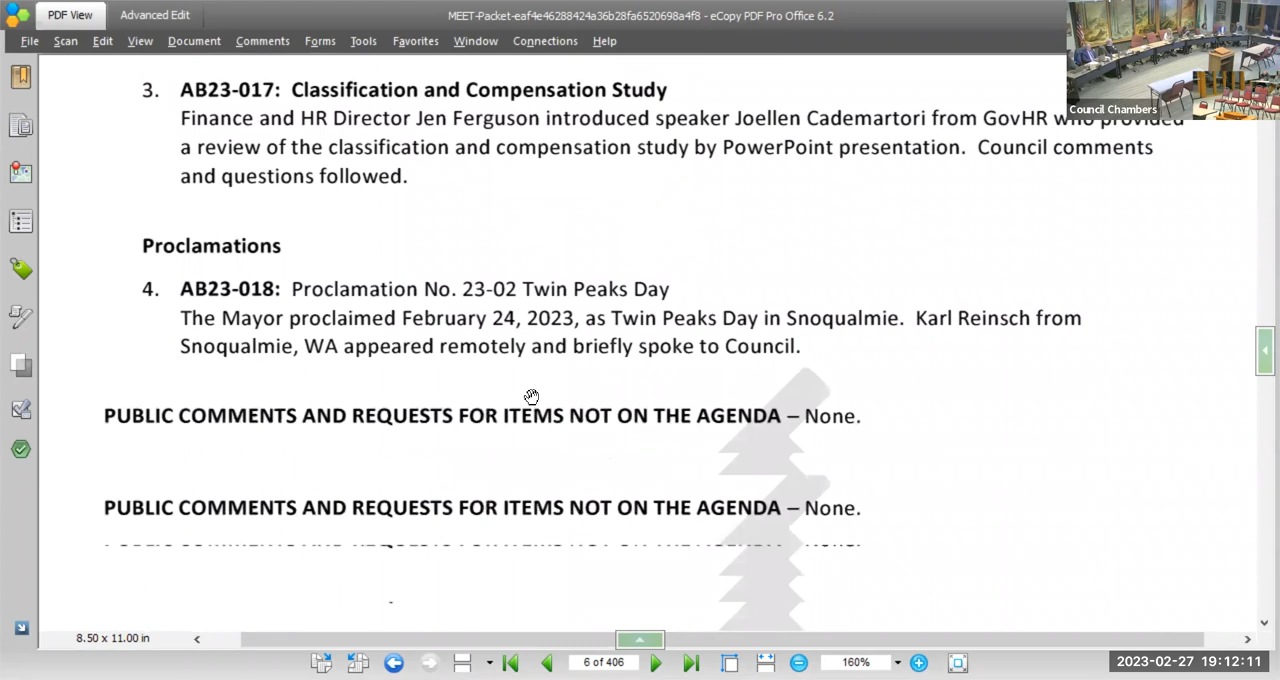 PDF View
Advanced Edit
MEET-Packet-eaf4e46288424a36b28fa6520698a4f8 - eCopy PDF Pro Office 6.2
File Scan Edit View Document Comments Forms Tools Favorites Window Connections Help
Council Chambers
3. AB23-017: Classification and Compensation Study
Finance and HR Director Jen Ferguson introduced speaker Joellen Cademartori from GovHR who provided
a review of the classification and compensation study by PowerPoint presentation. Council comments
and questions followed.
Proclamations
4. AB23-018: Proclamation No. 23-02 Twin Peaks Day
The Mayor proclaimed February 24, 2023, as Twin Peaks Day in Snoqualmie. Karl Reinsch from
Snoqualmie, WA appeared remotely and briefly spoke to Council.
PUBLIC COMMENTS AND REQUESTS FOR ITEMS NOT ON THE AGENDA – None.
PUBLIC COMMENTS AND REQUESTS FOR ITEMS NOT ON THE AGENDA – None.
8.50 x 11.00 in
6 of 406
160%
2023-02-27 19:12:11